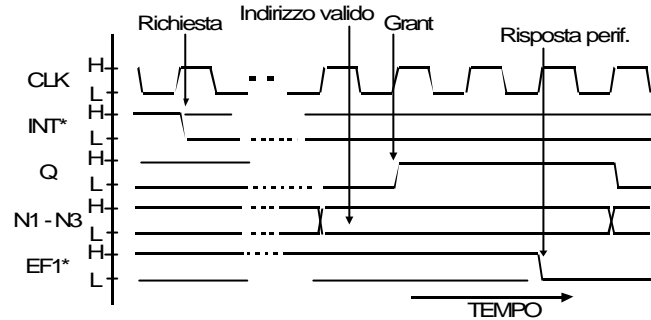 Richiesta
Indirizzo valido
Grant
Risposta perif.
CLK
H
L
INT*
H
L
Q
H
L
N1 - N3
H
L
EF1*
H
L
TEMPO